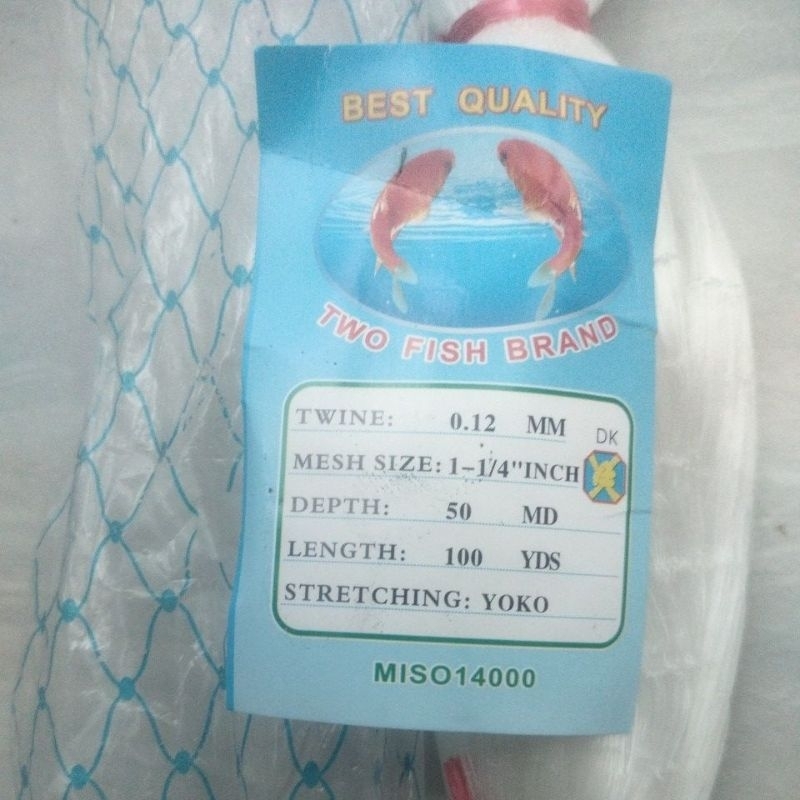 BEST QUALITY
TWO FISH BRAND
TWINE: 0.12 MM
DK
MESH SIZE: 1-1/4"INCH
DEPTH: 50 MD
LENGTH: 100 YDS
STRETCHING: YOKO
MISO14000